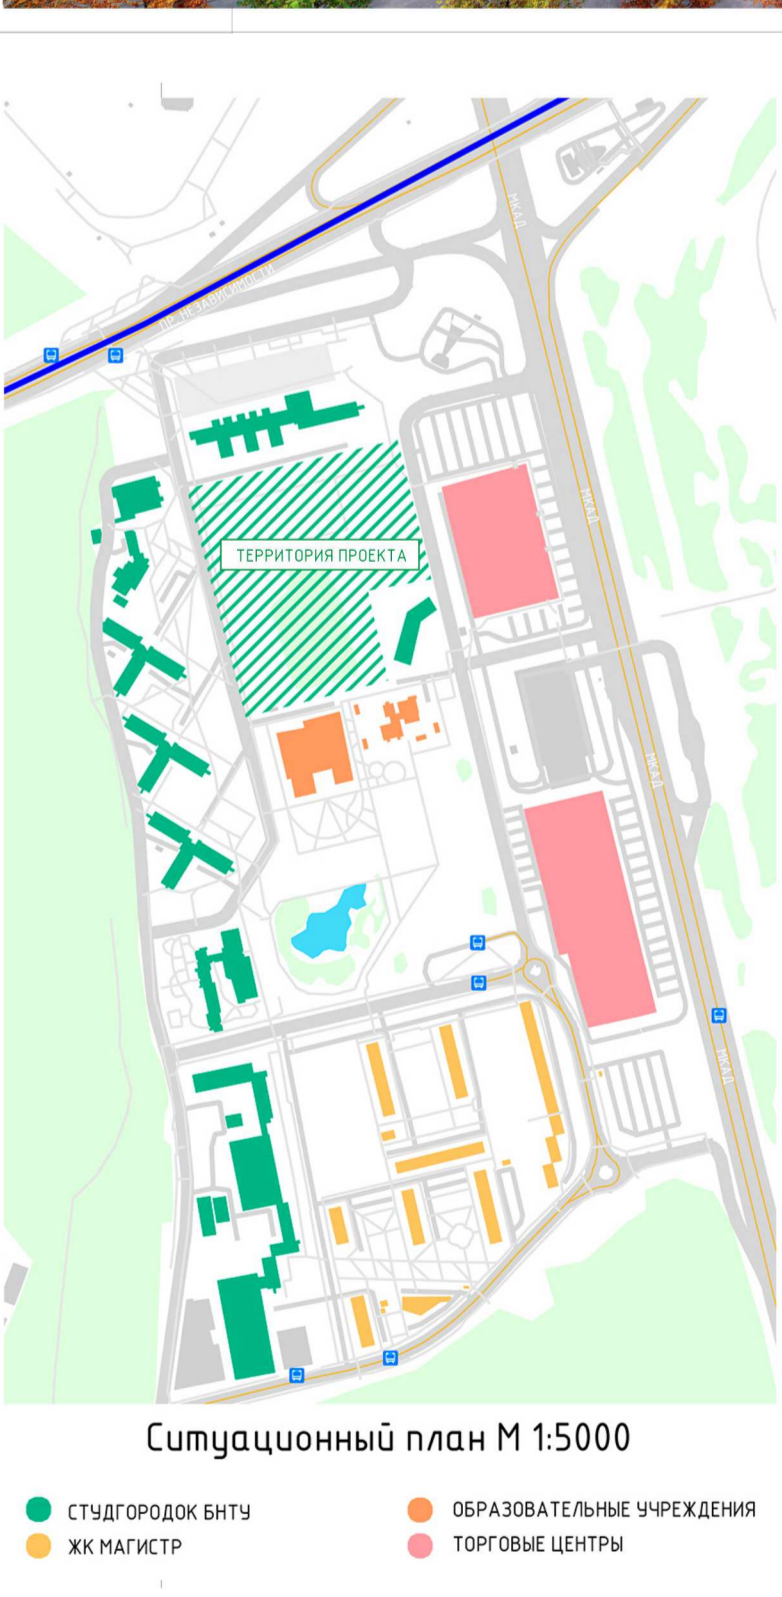 МКАД
ПР. НЕЗАВИСИМОСТИ
МКАД
ТЕРРИТОРИЯ ПРОЕКТА
МКАД
МКАД
Ситуационный план М 1:5000
СТУДГОРОДОК БНТУ
ЖК МАГИСТР
ОБРАЗОВАТЕЛЬНЫЕ УЧРЕЖДЕНИЯ
ТОРГОВЫЕ ЦЕНТРЫ